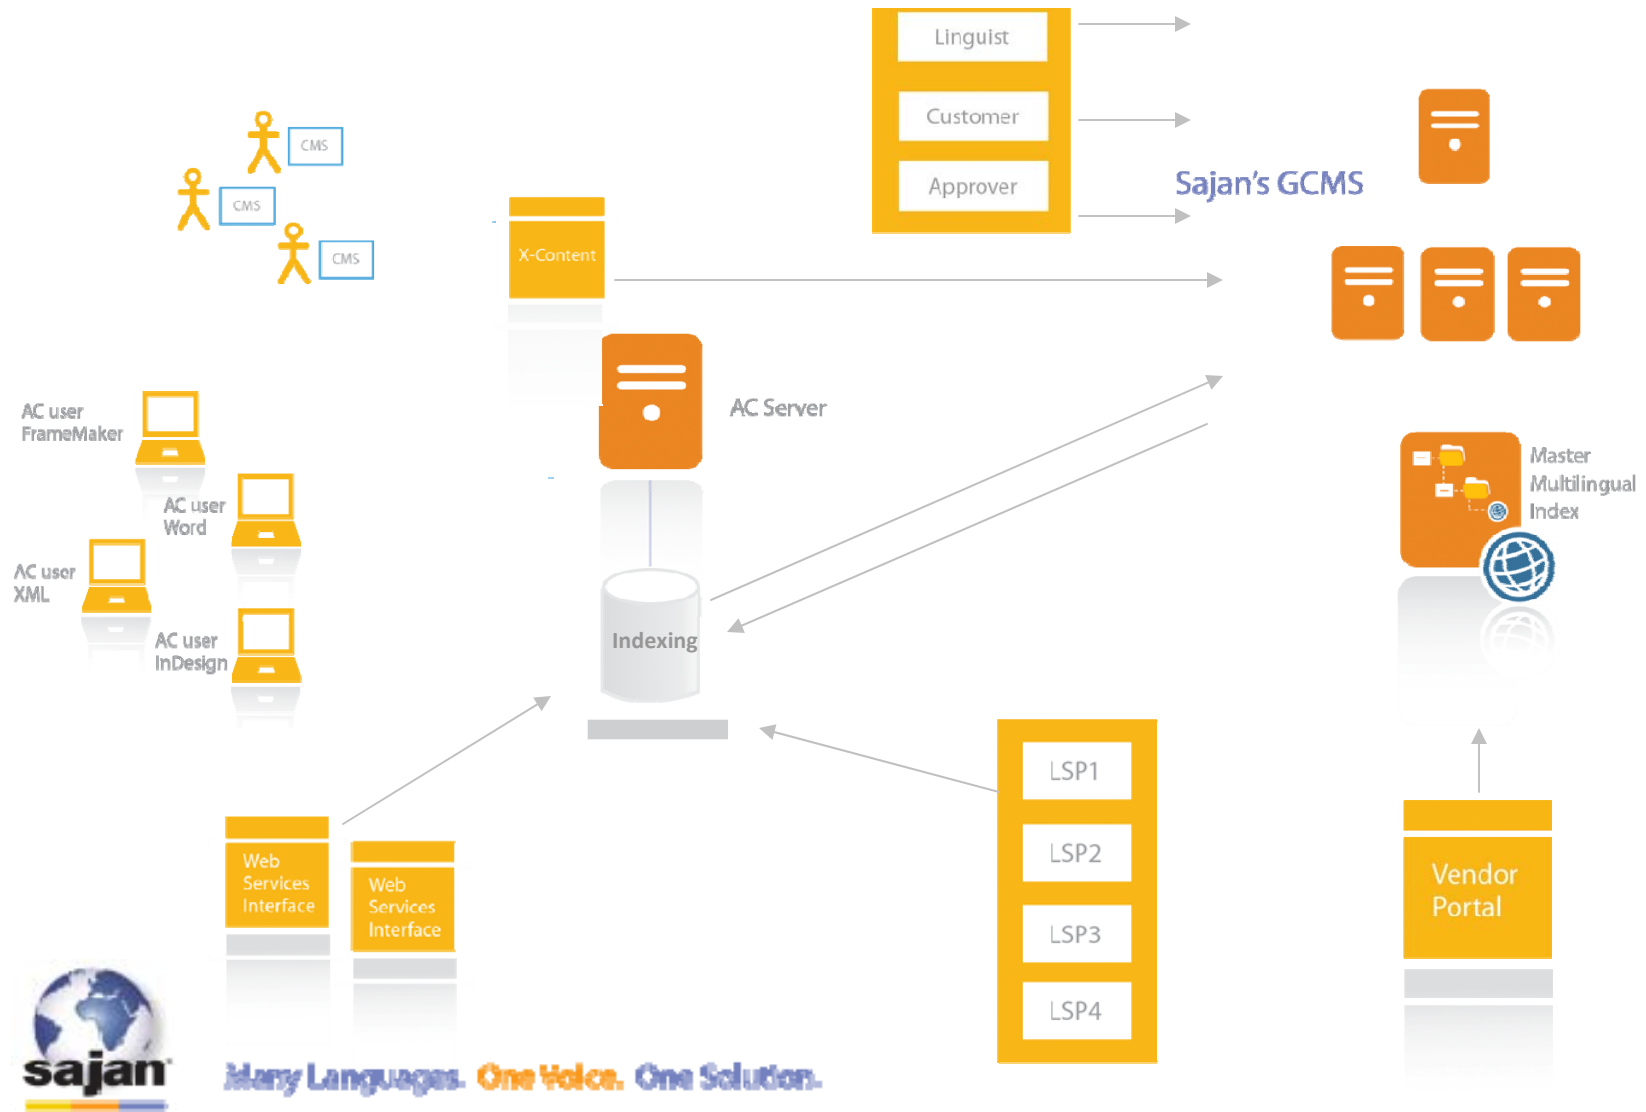 Linguist
Customer
Approver
Sajan's GCMS
CMS
CMS
CMS
X-Content
AC Server
AC user
FrameMaker
AC user
Word
AC user
XML
AC user
InDesign
Master
Multilingual
Index
Indexing
LSP1
LSP2
LSP3
LSP4
Vendor
Portal
Web
Services
Interface
Web
Services
Interface
sajan
Many Languages. One Voice. One Solution.